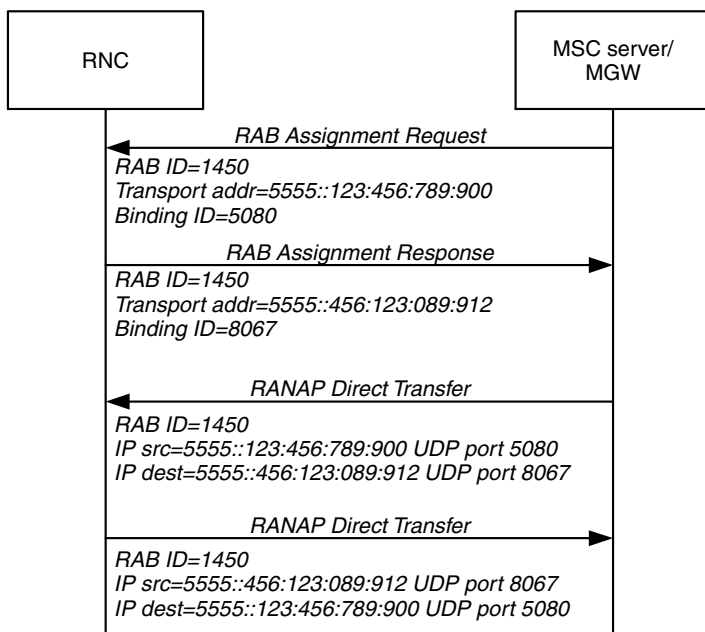 RNC
MSC server/
MGW
RAB Assignment Request
RAB ID=1450
Transport addr=5555::123:456:789:900
Binding ID=5080
RAB Assignment Response
RAB ID=1450
Transport addr=5555::456:123:089:912
Binding ID=8067
RANAP Direct Transfer
RAB ID=1450
IP src=5555::123:456:789:900 UDP port 5080
IP dest=5555::456:123:089:912 UDP port 8067
RANAP Direct Transfer
RAB ID=1450
IP src=5555::456:123:089:912 UDP port 8067
IP dest=5555::123:456:789:900 UDP port 5080